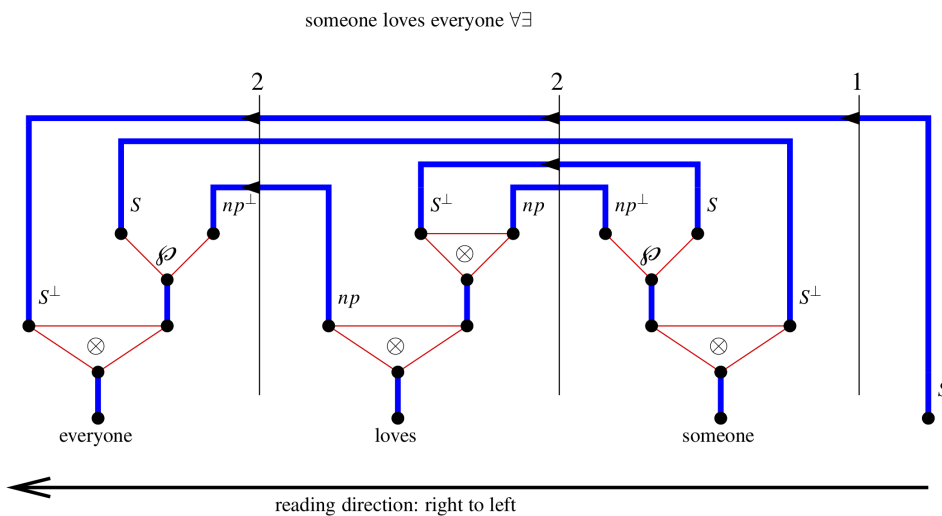 someone loves everyone ∀∃
2 2 1
S np⊥ S⊥ np np⊥ S
℘ ⊗ ℘
S⊥ np S⊥
⊗ ⊗ ⊗
S
everyone loves someone
reading direction: right to left